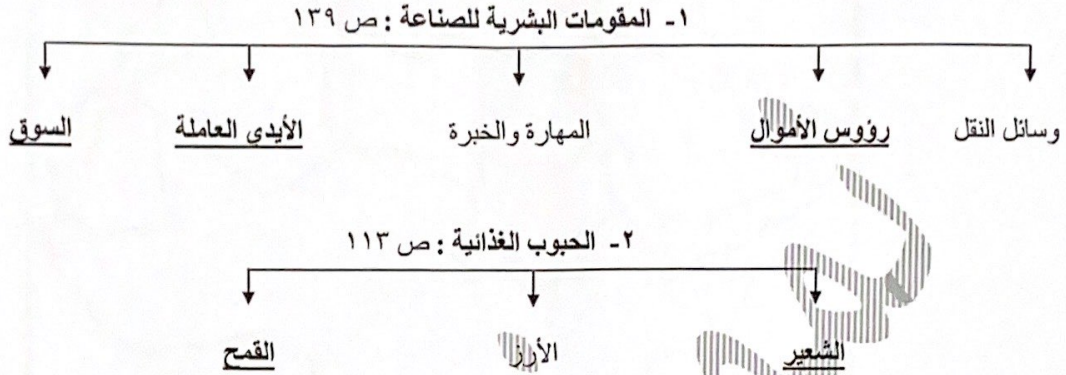 ١- المقومات البشرية للصناعة : ص ١٣٩
وسائل النقل رؤوس الأموال المهارة والخبرة الأيدي العاملة السوق
٢- الحبوب الغذائية : ص ١١٣
الشعير الأرز القمح